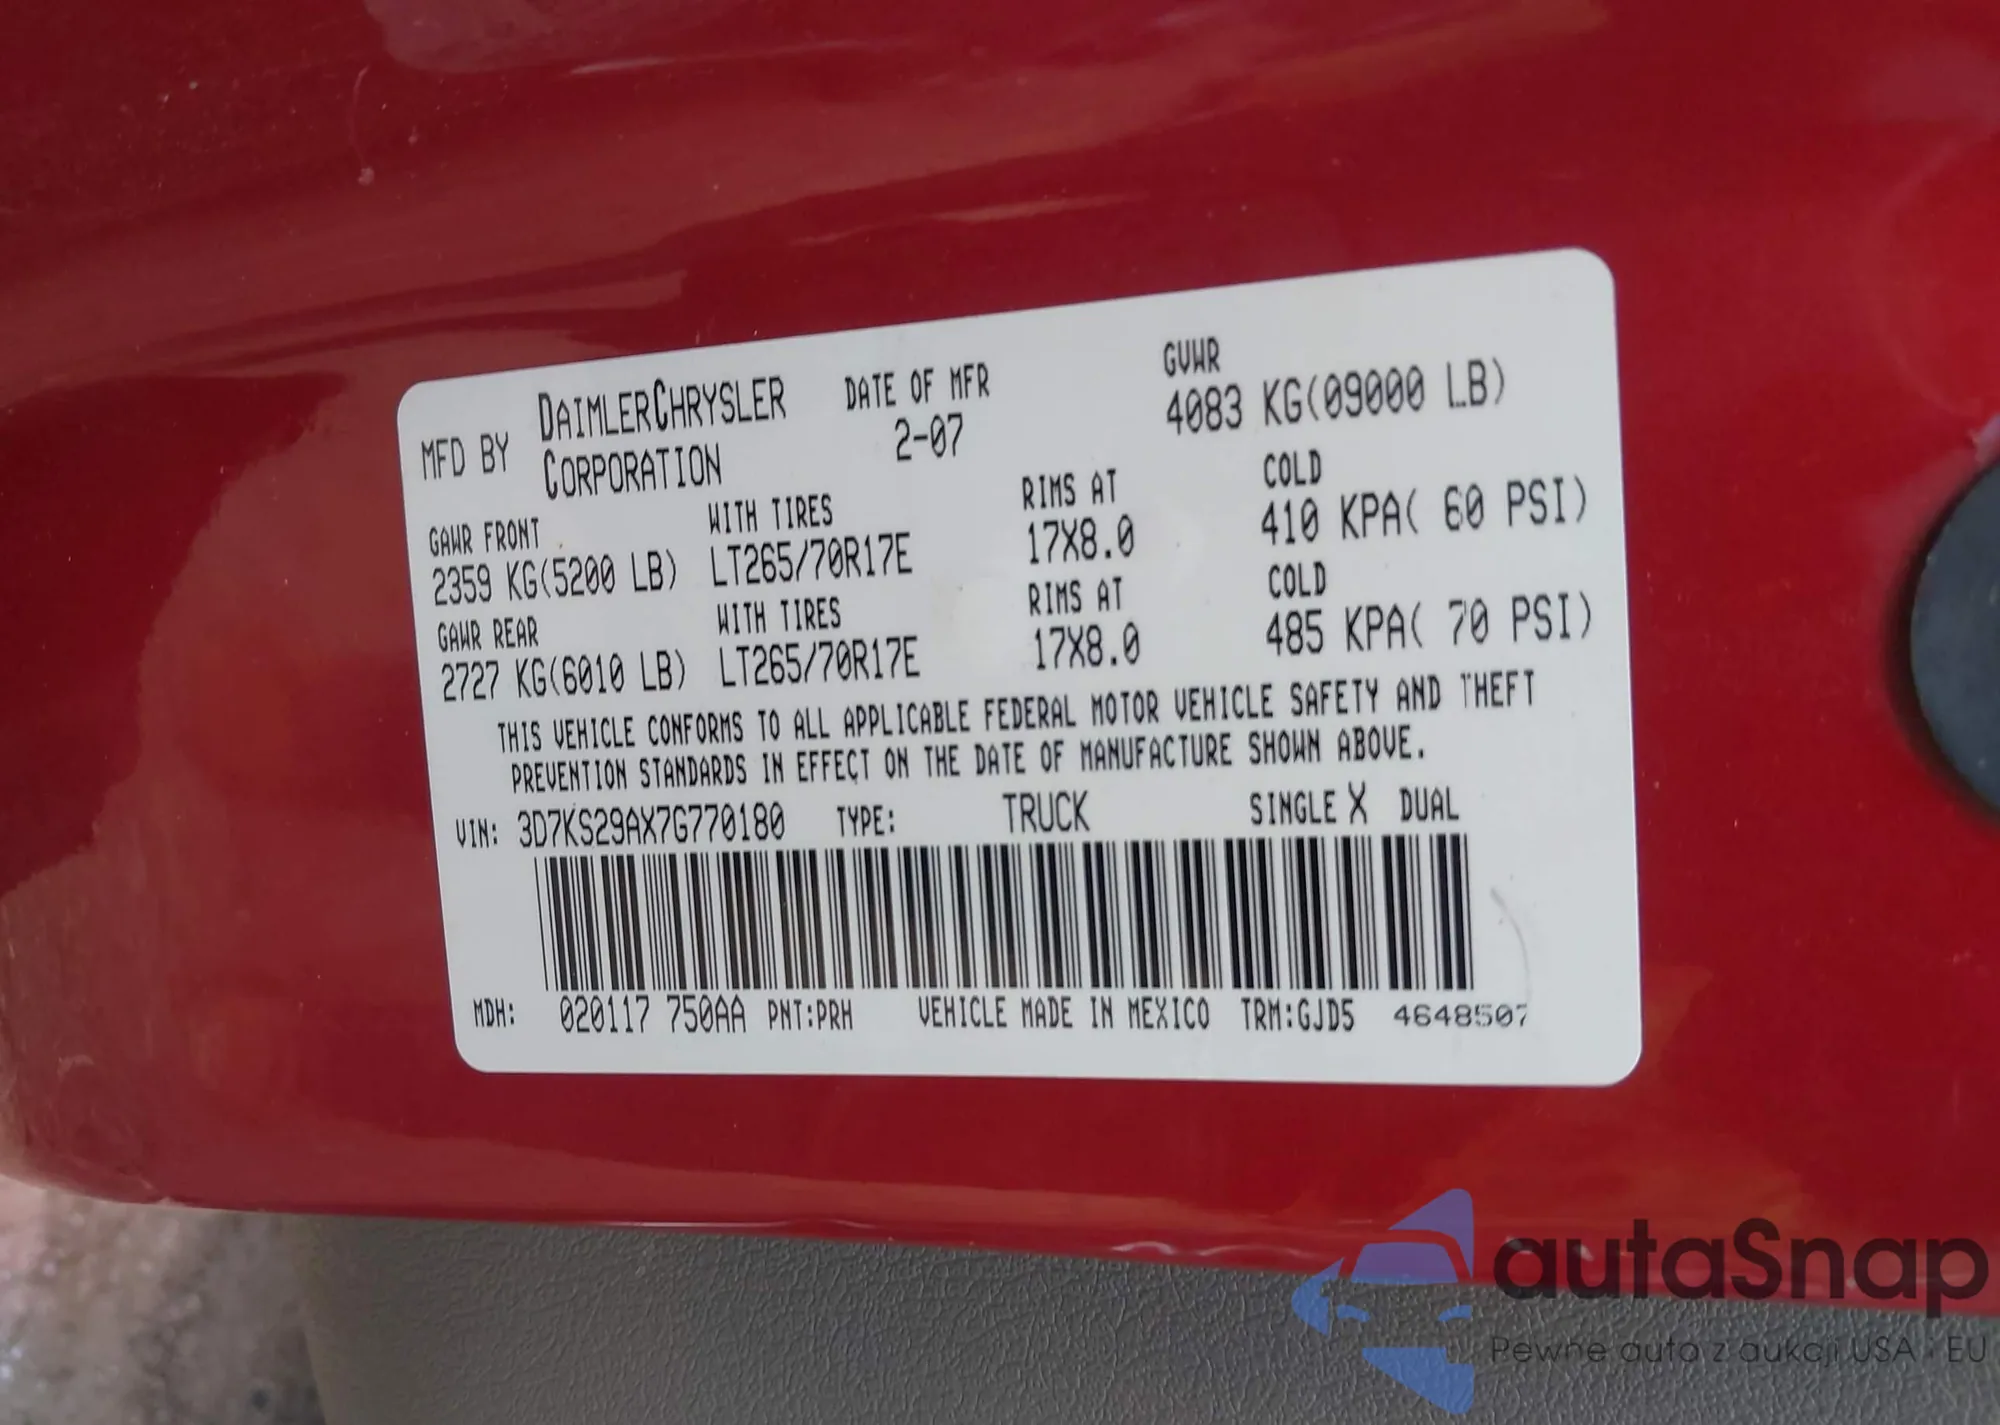 MFD BY DAIMLERCHRYSLER CORPORATION
DATE OF MFR
2-07
GVWR
4083 KG(09000 LB)
GAWR FRONT WITH TIRES RIMS AT COLD
2359 KG(5200 LB) LT265/70R17E 17X8.0 410 KPA( 60 PSI)
GAWR REAR WITH TIRES RIMS AT COLD
2727 KG(6010 LB) LT265/70R17E 17X8.0 485 KPA( 70 PSI)
THIS VEHICLE CONFORMS TO ALL APPLICABLE FEDERAL MOTOR VEHICLE SAFETY AND THEFT
PREVENTION STANDARDS IN EFFECT ON THE DATE OF MANUFACTURE SHOWN ABOVE.
VIN: 3D7KS29AX7G770180 TYPE: TRUCK SINGLE X DUAL
MDH: 020117 750AA PNT:PRH VEHICLE MADE IN MEXICO TRM:GJD5 4648507
autaSnap
Pewne auto z aukcji USA i EU